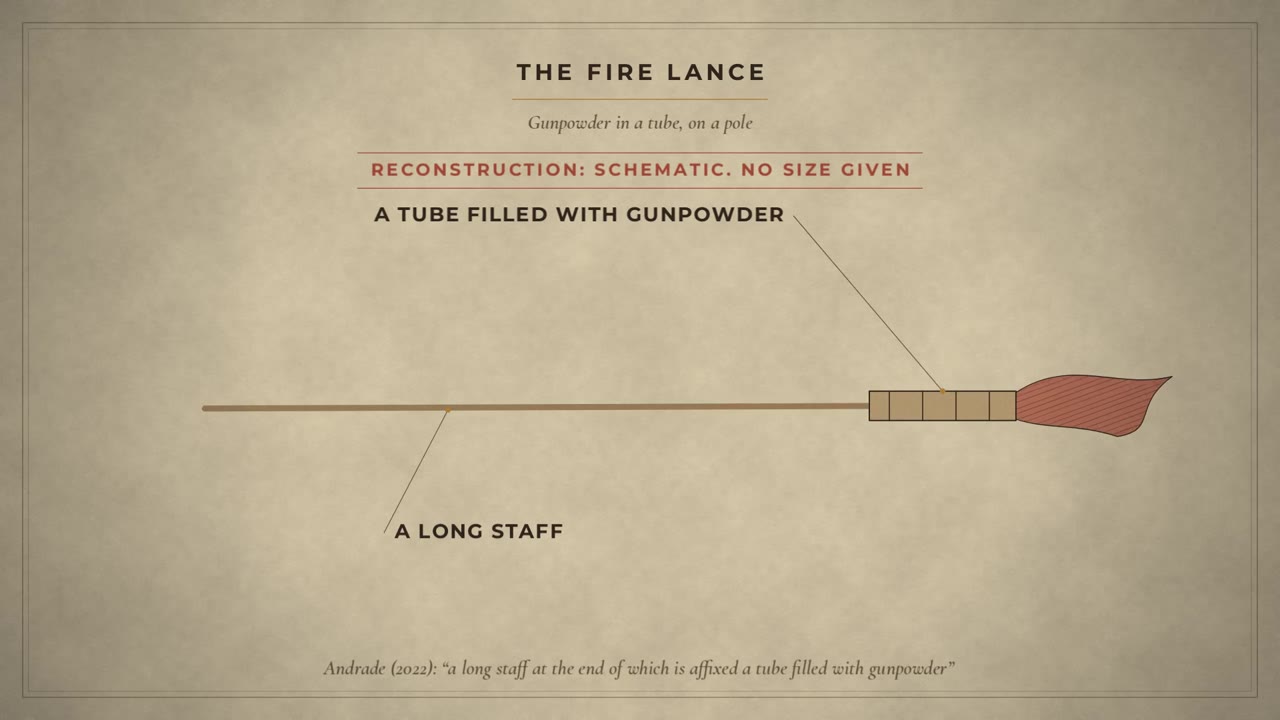 THE FIRE LANCE
Gunpowder in a tube, on a pole
RECONSTRUCTION: SCHEMATIC. NO SIZE GIVEN
A TUBE FILLED WITH GUNPOWDER
A LONG STAFF
Andrade (2022): “a long staff at the end of which is affixed a tube filled with gunpowder”